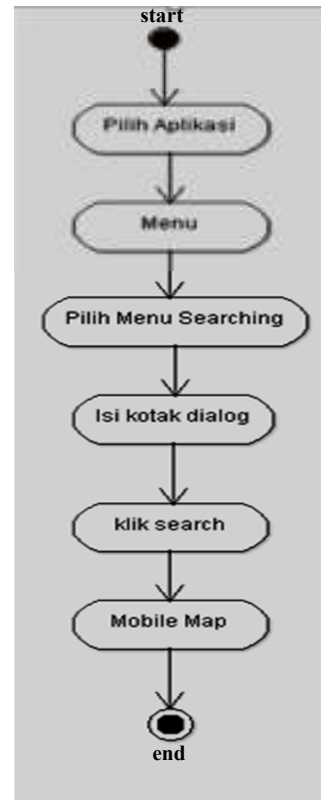 start
Pilih Aplikasi
Menu
Pilih Menu Searching
Isi kotak dialog
klik search
Mobile Map
end